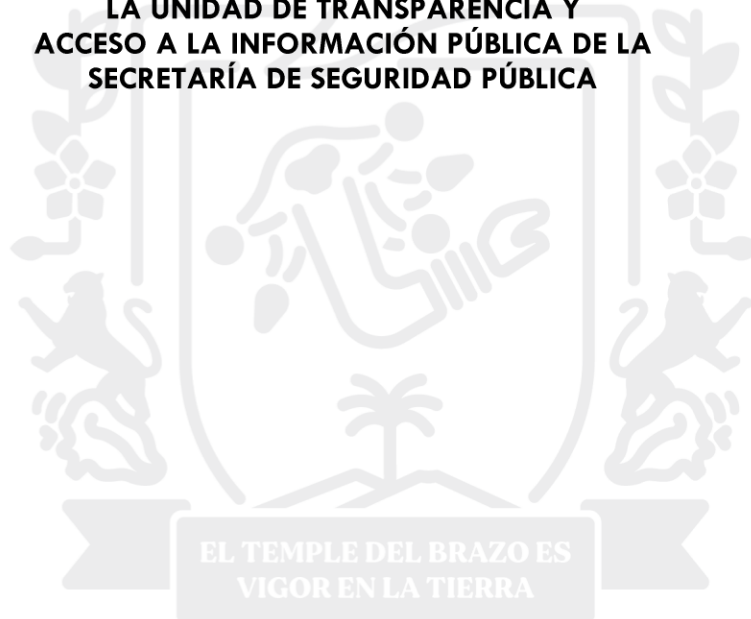 LA UNIDAD DE TRANSPARENCIA Y
ACCESO A LA INFORMACIÓN PÚBLICA DE LA
SECRETARÍA DE SEGURIDAD PÚBLICA
EL TEMPLE DEL BRAZO ES
VIGOR EN LA TIERRA